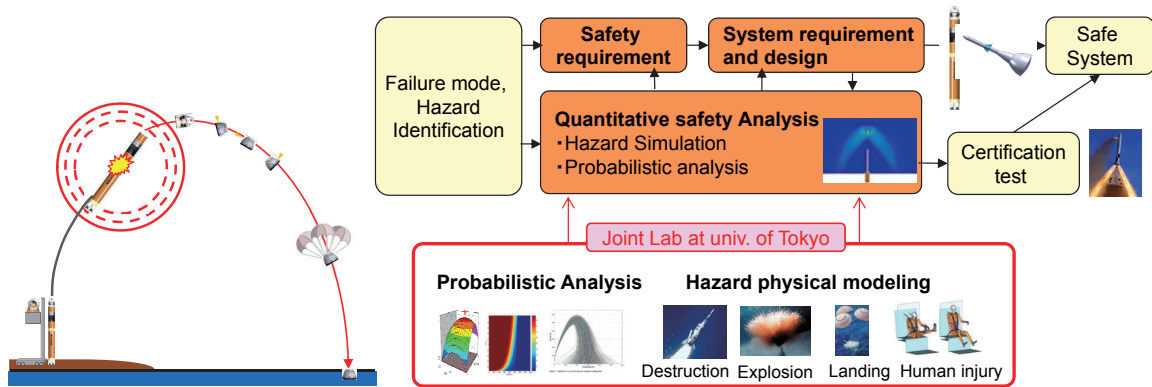 Failure mode,
Hazard
Identification
Safety
requirement
System requirement
and design
Safe
System
Quantitative safety Analysis
・Hazard Simulation
・Probabilistic analysis
Certification
test
Joint Lab at univ. of Tokyo
Probabilistic Analysis
Hazard physical modeling
Destruction
Explosion
Landing
Human injury